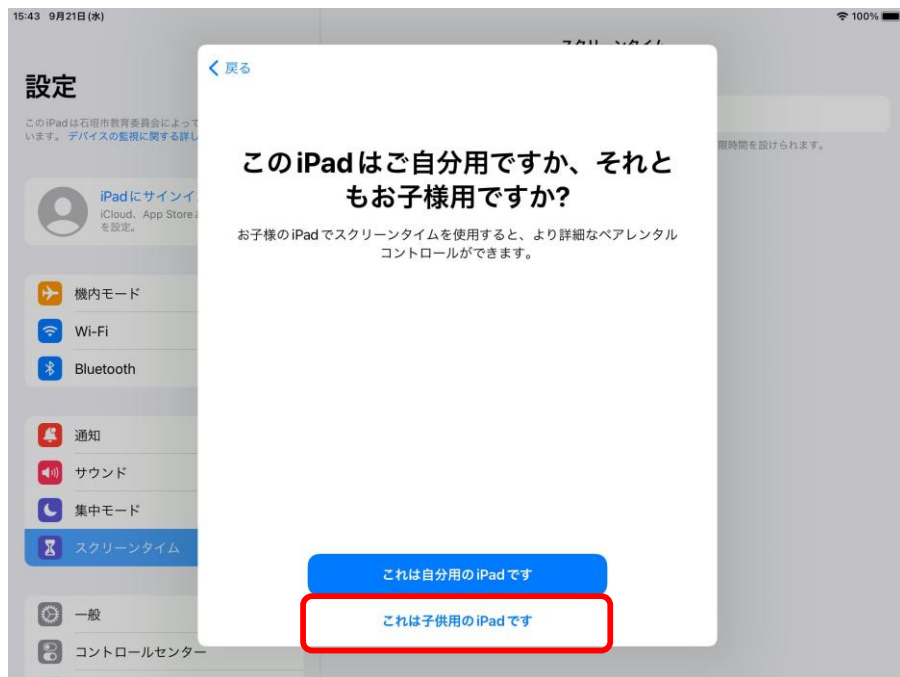 15:43 9月21日(水)
100%
スクリーンタイム
戻る
設定
このiPadは石垣市教育委員会によって
います。デバイスの監視に関する詳し
限時間を設けられます。
このiPadはご自分用ですか、それと
もお子様用ですか?
お子様のiPadでスクリーンタイムを使用すると、より詳細なペアレンタル
コントロールができます。
iPadにサインイ
iCloud、App Store
を設定。
機内モード
Wi-Fi
Bluetooth
通知
サウンド
集中モード
スクリーンタイム
一般
コントロールセンター
これは自分用のiPadです
これは子供用のiPadです